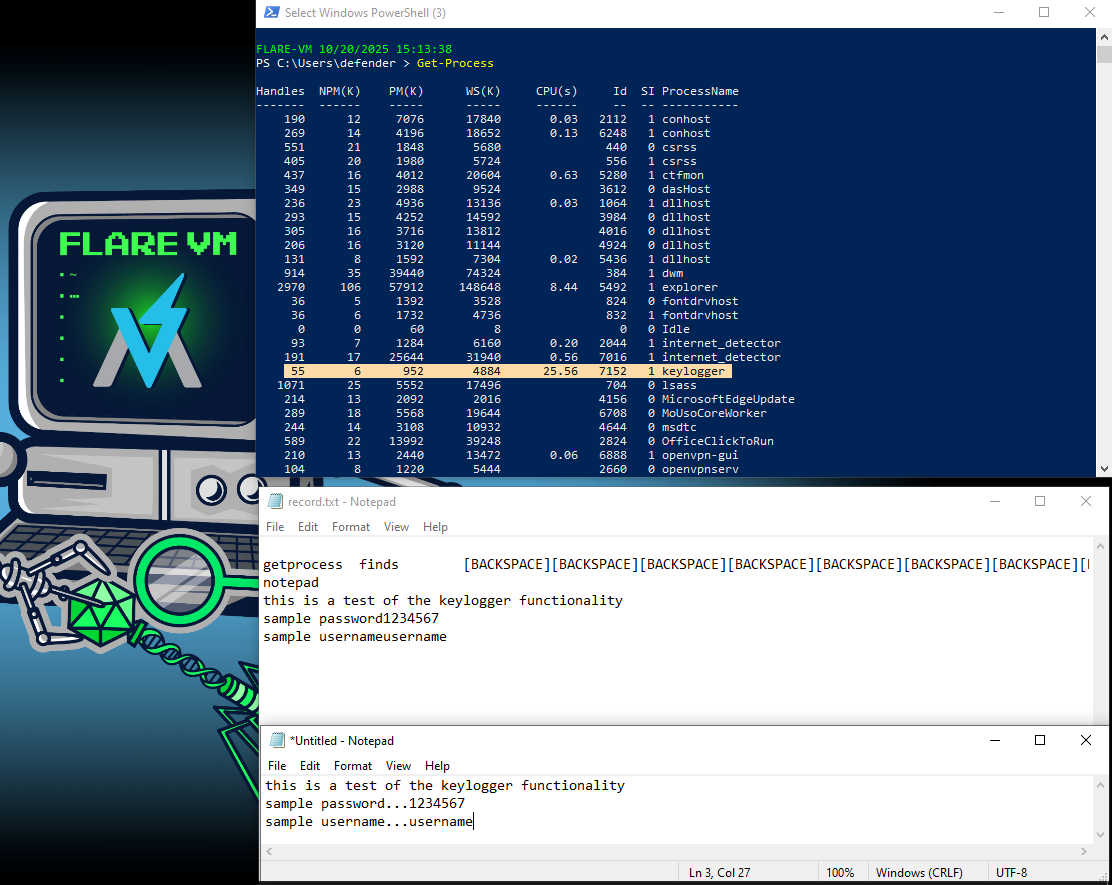 Select Windows PowerShell (3)
FLARE-VM 10/20/2025 15:13:38
PS C:\Users\defender > Get-Process
Handles NPM(K) PM(K) WS(K) CPU(s) Id SI ProcessName
------- ------ ----- ----- ------ -- -- -----------
190 12 7076 17840 0.03 2112 1 conhost
269 14 4196 18652 0.13 6248 1 conhost
551 21 1848 5680 440 0 csrss
405 20 1980 5724 556 1 csrss
437 16 4012 20604 0.63 5280 1 ctfmon
349 15 2988 9524 3612 0 dasHost
236 23 4936 13136 0.03 1064 1 dllhost
293 15 4252 14592 3984 0 dllhost
305 16 3716 13812 4016 0 dllhost
206 16 3120 11144 4924 0 dllhost
131 8 1592 7304 0.02 5436 1 dllhost
914 35 39440 74324 384 1 dwm
2970 106 57912 148648 8.44 5492 1 explorer
36 5 1392 3528 824 0 fontdrvhost
36 6 1732 4736 832 1 fontdrvhost
0 0 60 8 0 0 Idle
93 7 1284 6160 0.20 2044 1 internet_detector
191 17 25644 31940 0.56 7016 1 internet_detector
55 6 952 4884 25.56 7152 1 keylogger
1071 25 5552 17496 704 0 lsass
214 13 2092 2016 4156 0 MicrosoftEdgeUpdate
289 18 5568 19644 6708 0 MoUsoCoreWorker
244 14 3108 10932 4644 0 msdtc
589 22 13992 39248 2824 0 OfficeClickToRun
210 13 2440 13472 0.06 6888 1 openvpn-gui
104 8 1220 5444 2660 0 openvpnserv
FLARE VM
record.txt - Notepad
File Edit Format View Help
getprocess finds [BACKSPACE][BACKSPACE][BACKSPACE][BACKSPACE][BACKSPACE][BACKSPACE][BACKSPACE][
notepad
this is a test of the keylogger functionality
sample password1234567
sample usernameusername
*Untitled - Notepad
File Edit Format View Help
this is a test of the keylogger functionality
sample password...1234567
sample username...username
Ln 3, Col 27 100% Windows (CRLF) UTF-8